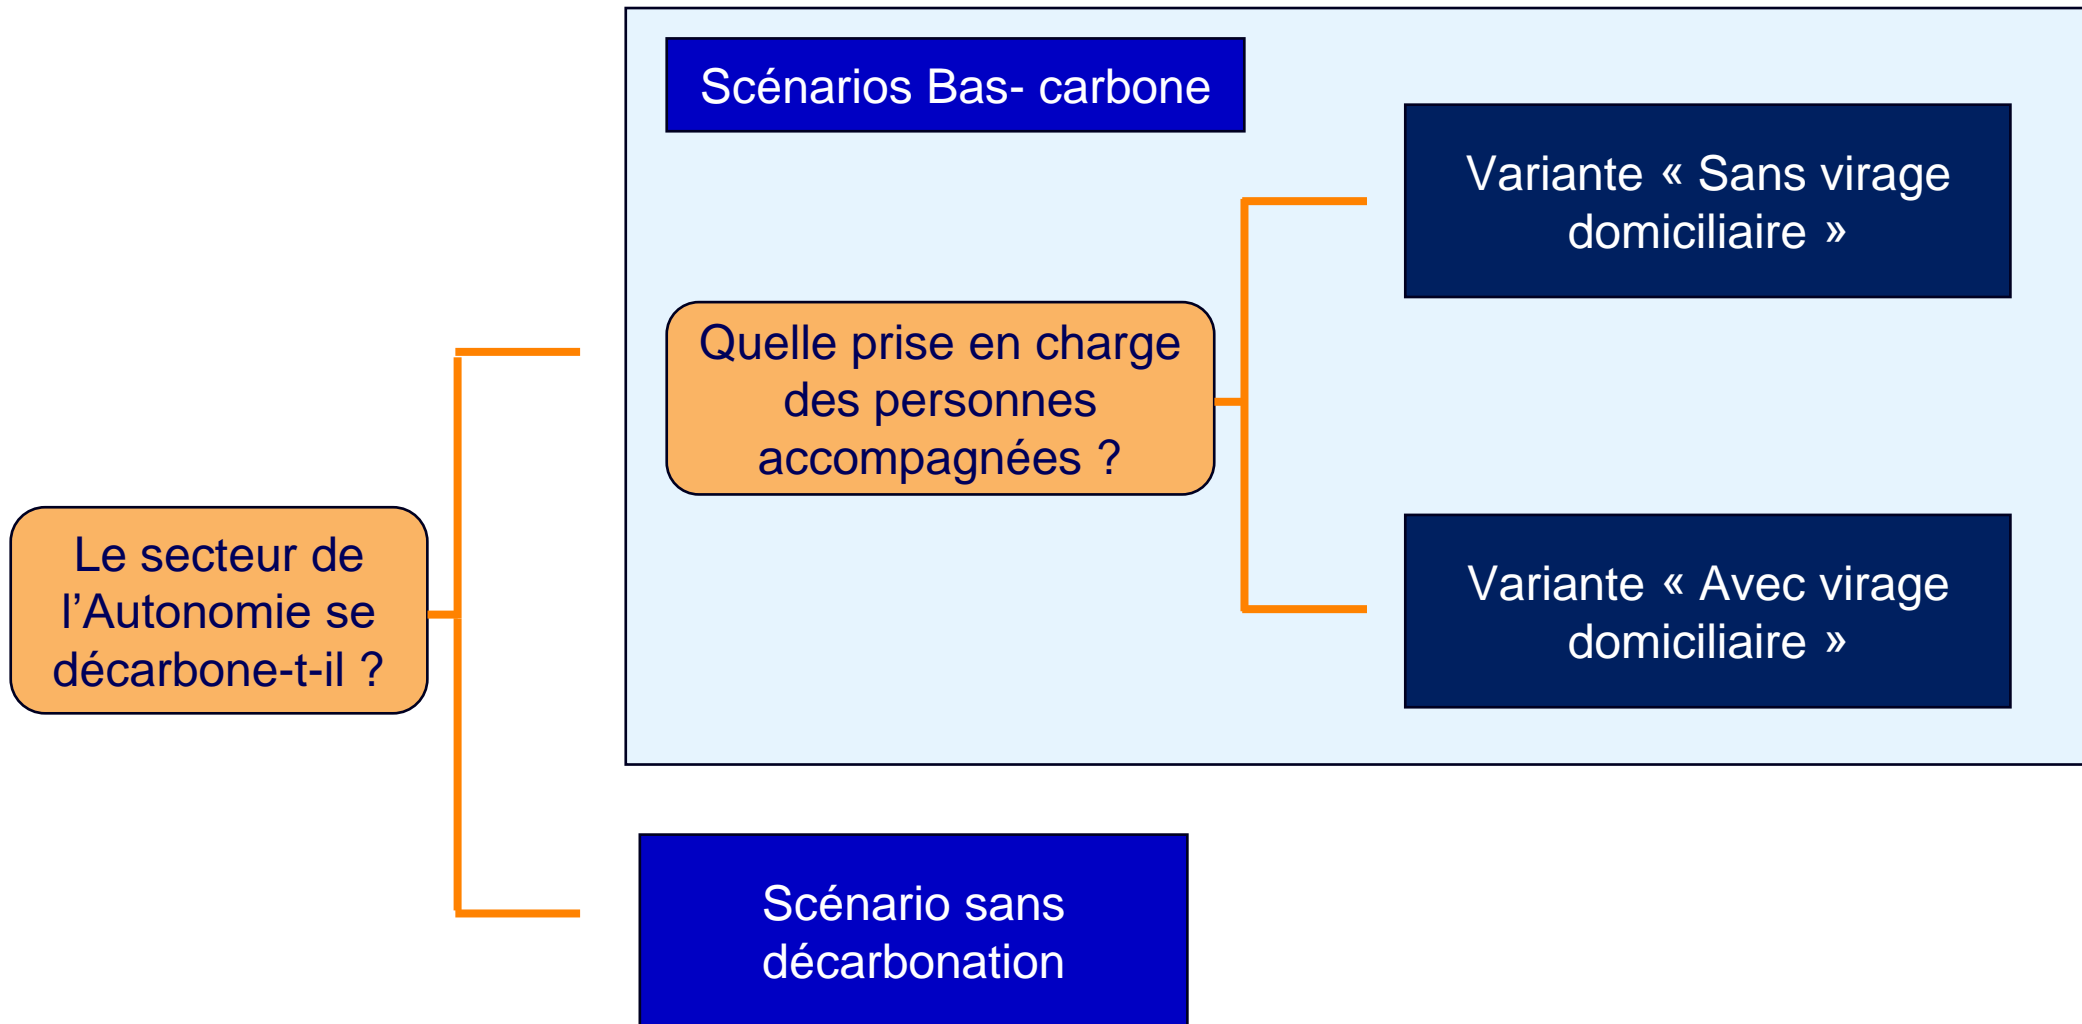 Le secteur de
l’Autonomie se
décarbone-t-il ?
Scénarios Bas- carbone
Quelle prise en charge
des personnes
accompagnées ?
Variante « Sans virage
domiciliaire »
Variante « Avec virage
domiciliaire »
Scénario sans
décarbonation